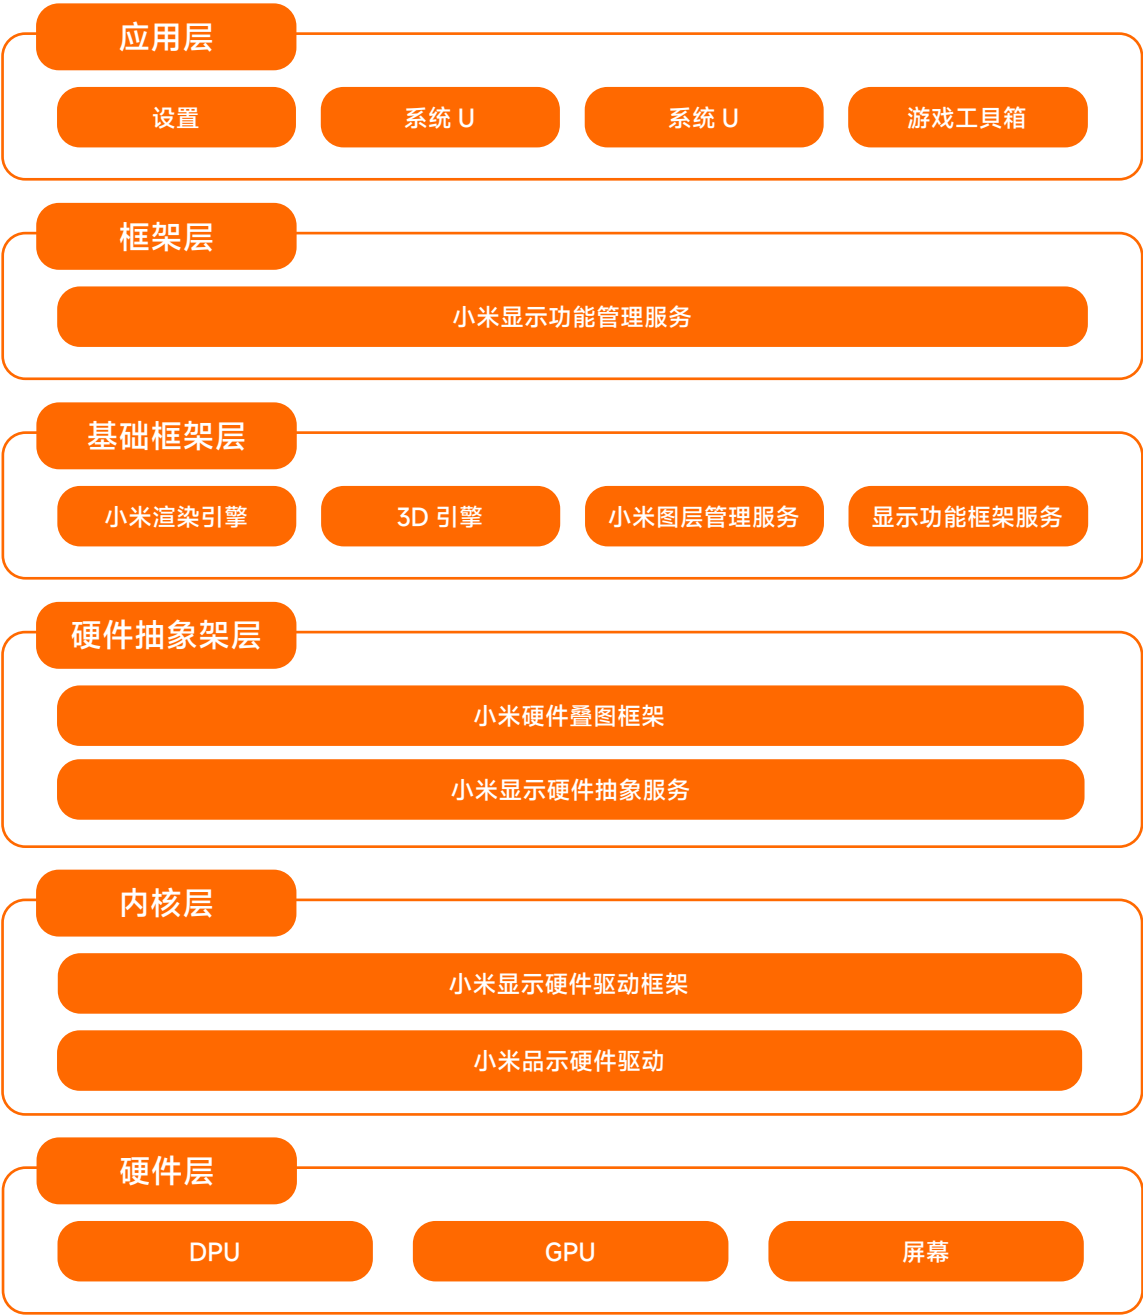 应用层
设置
系统 U
系统 U
游戏工具箱
框架层
小米显示功能管理服务
基础框架层
小米渲染引擎
3D 引擎
小米图层管理服务
显示功能框架服务
硬件抽象架层
小米硬件叠图框架
小米显示硬件抽象服务
内核层
小米显示硬件驱动框架
小米品示硬件驱动
硬件层
DPU
GPU
屏幕